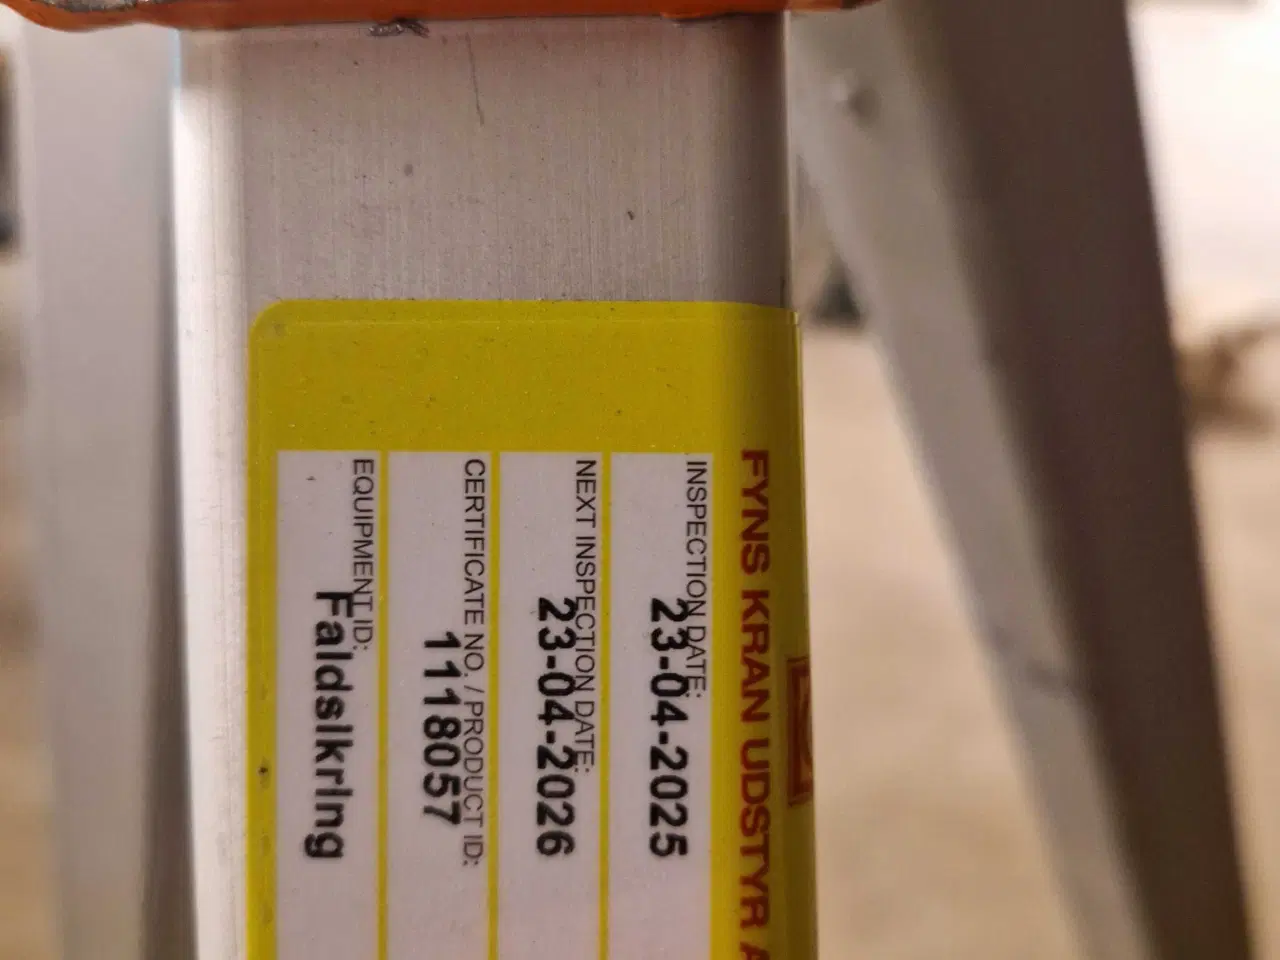 FYNS KRAN UDSTYR A
INSPECTION DATE:
23-04-2025
NEXT INSPECTION DATE:
23-04-2026
CERTIFICATE NO. / PRODUCT ID:
1118057
EQUIPMENT ID:
Faldsikring